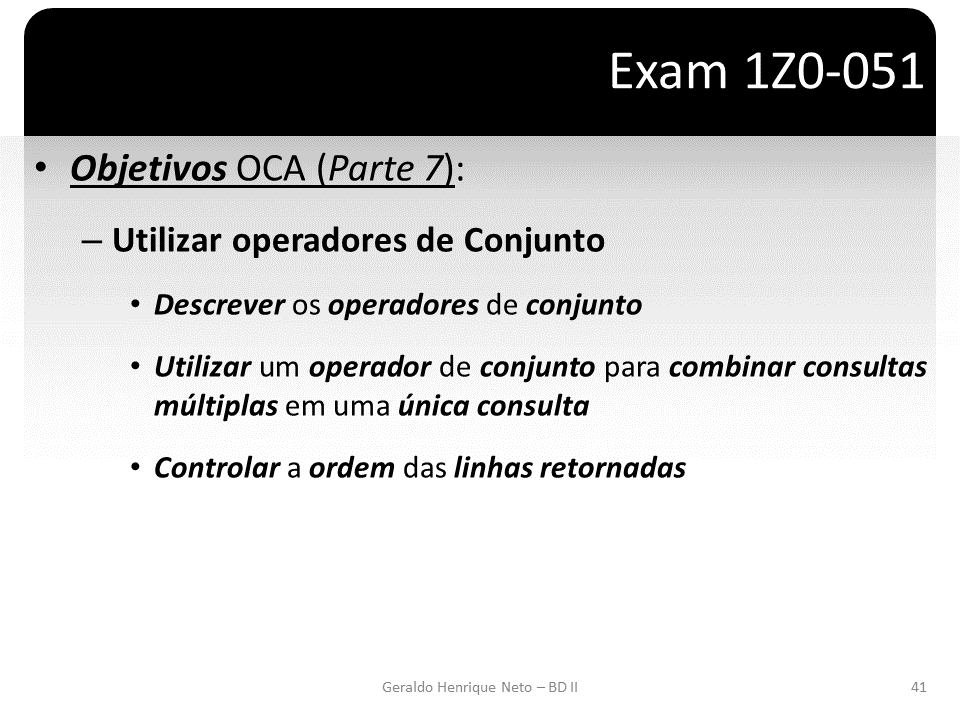 Exam 1Z0-051
• Objetivos OCA (Parte 7):
– Utilizar operadores de Conjunto
• Descrever os operadores de conjunto
• Utilizar um operador de conjunto para combinar consultas
múltiplas em uma única consulta
• Controlar a ordem das linhas retornadas
Geraldo Henrique Neto – BD II
41